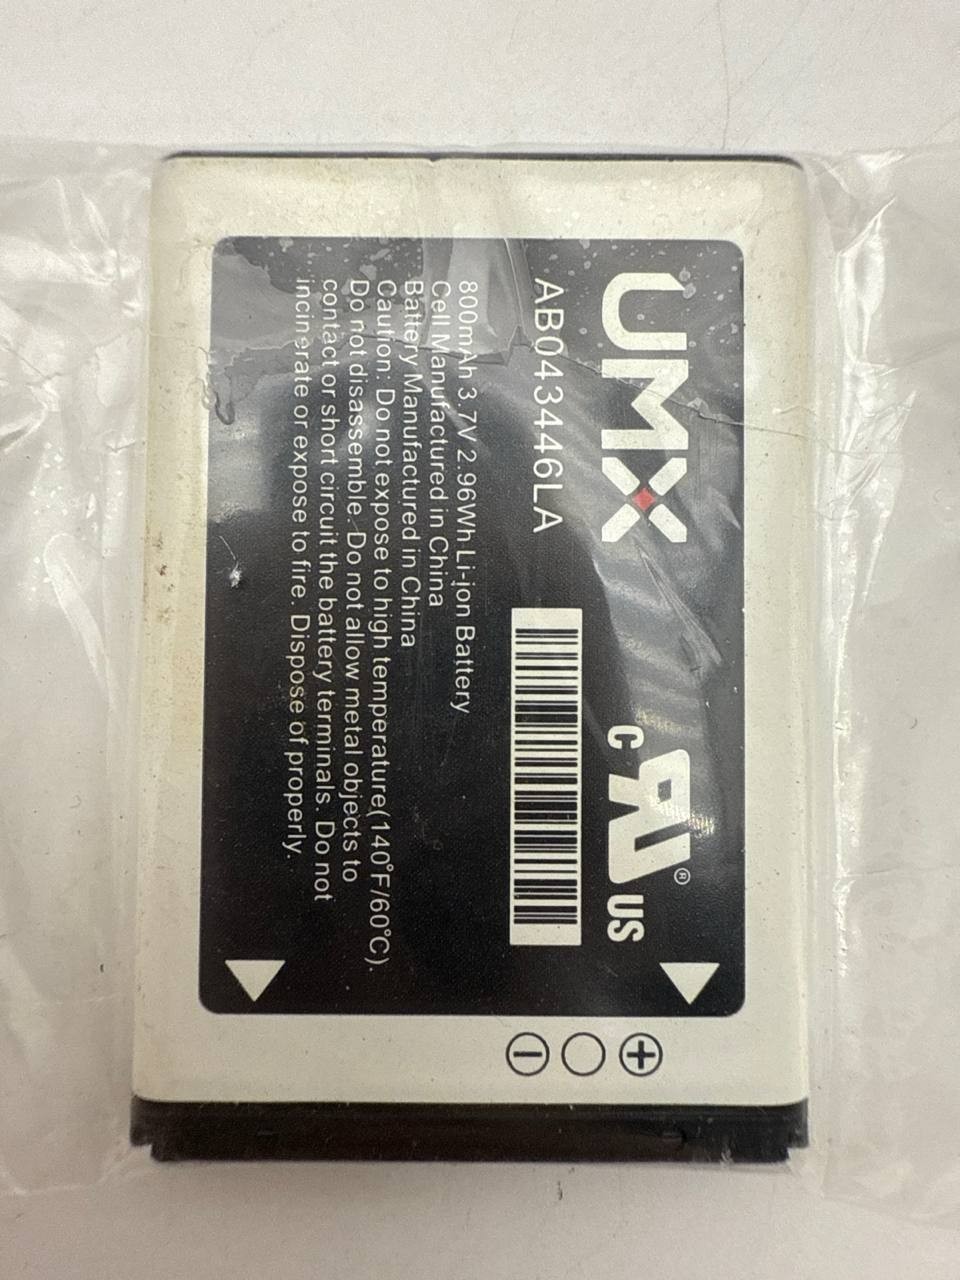 UMX
AB043446LA
C UL® US
800mAh 3.7V 2.96Wh Li-ion Battery
Cell Manufactured in China
Battery Manufactured in China
Caution: Do not expose to high temperature(140°F/60°C).
Do not disassemble. Do not allow metal objects to
contact or short circuit the battery terminals. Do not
incinerate or expose to fire. Dispose of properly.
+
-